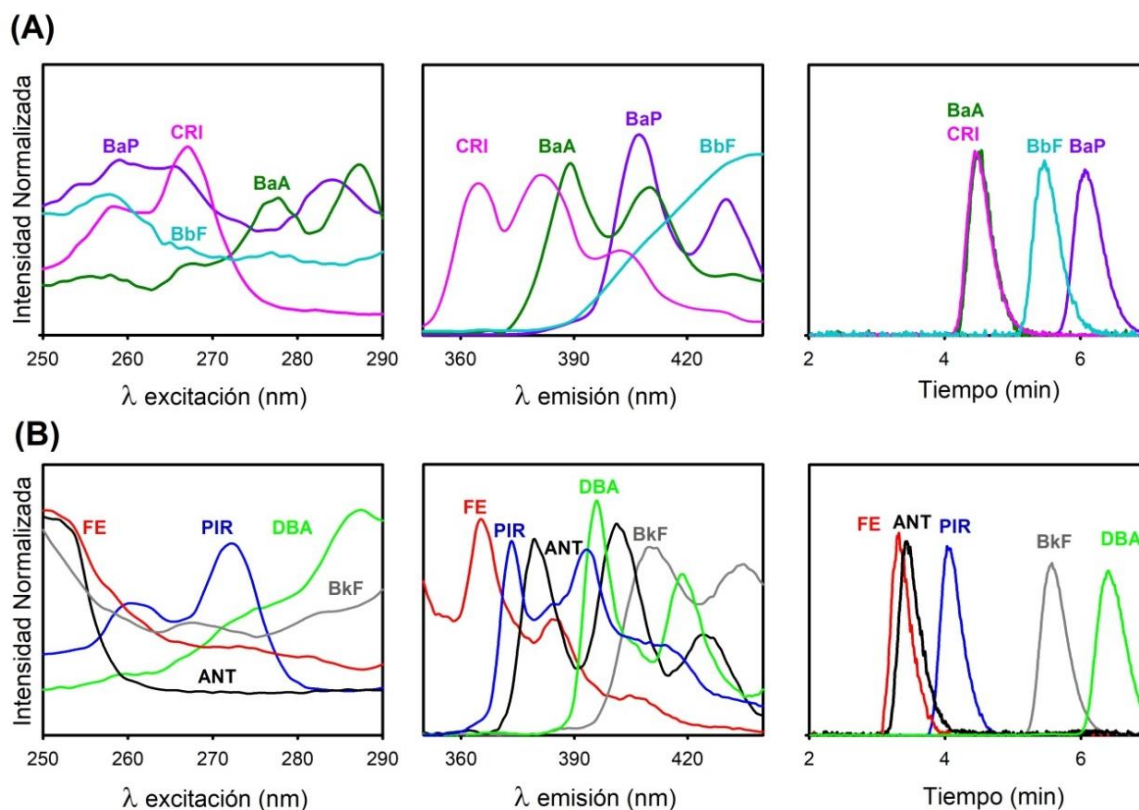 (A)
Intensidad Normalizada
BaP
CRI
BaA
BbF
250 260 270 280 290
λ excitación (nm)
CRI
BaA
BaP
BbF
360 390 420
λ emisión (nm)
BaA
CRI
BbF
BaP
2 4 6
Tiempo (min)
(B)
Intensidad Normalizada
FE
PIR
DBA
BkF
ANT
250 260 270 280 290
λ excitación (nm)
FE
PIR
ANT
DBA
BkF
360 390 420
λ emisión (nm)
FE
ANT
PIR
BkF
DBA
2 4 6
Tiempo (min)